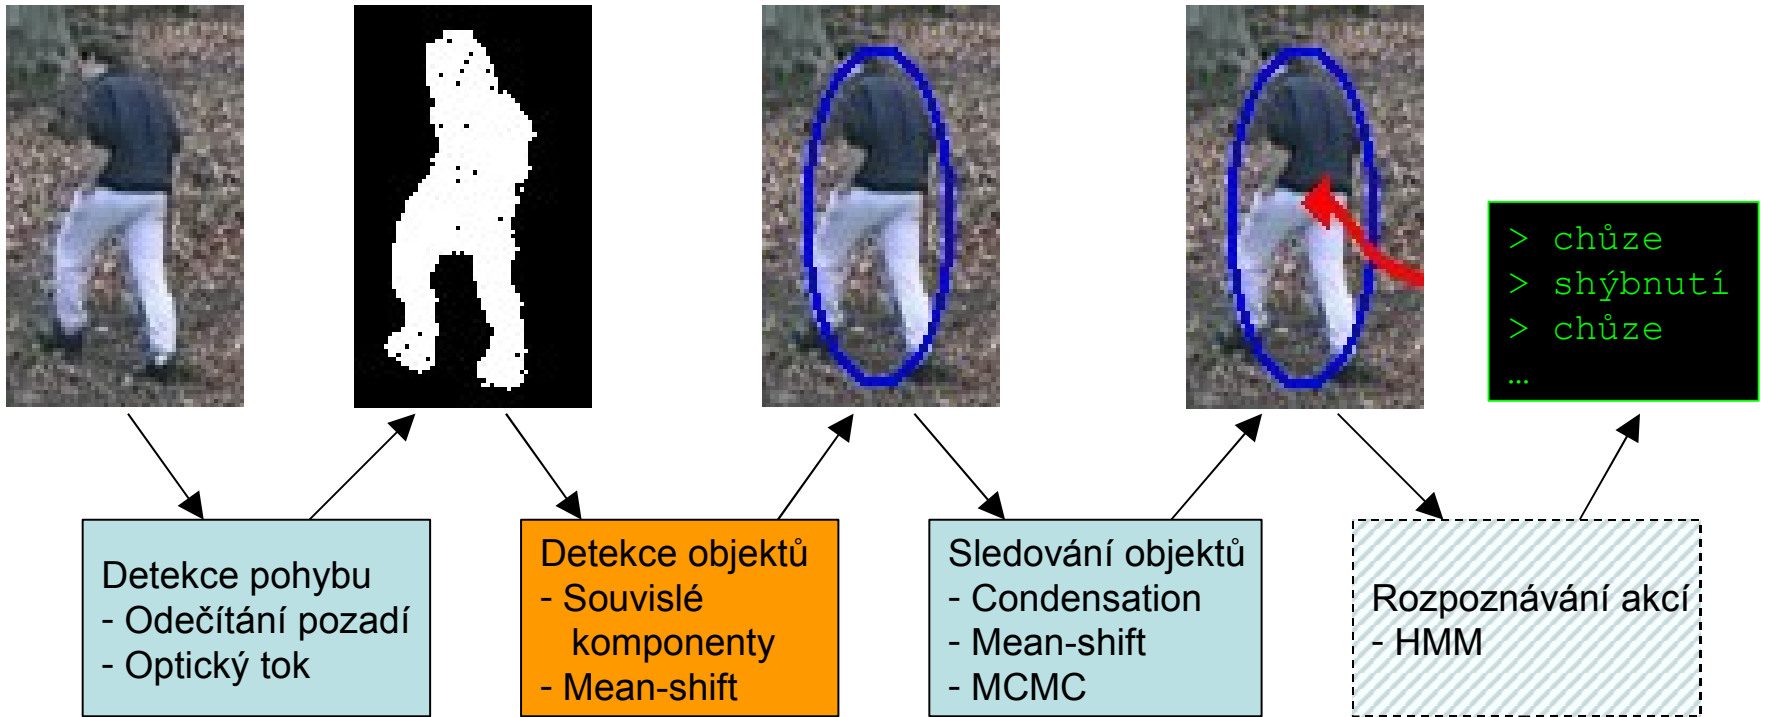 > chůze
> shýbnutí
> chůze
…
Detekce pohybu
- Odečítání pozadí
- Optický tok
Detekce objektů
- Souvislé
komponenty
- Mean-shift
Sledování objektů
- Condensation
- Mean-shift
- MCMC
Rozpoznávání akcí
- HMM